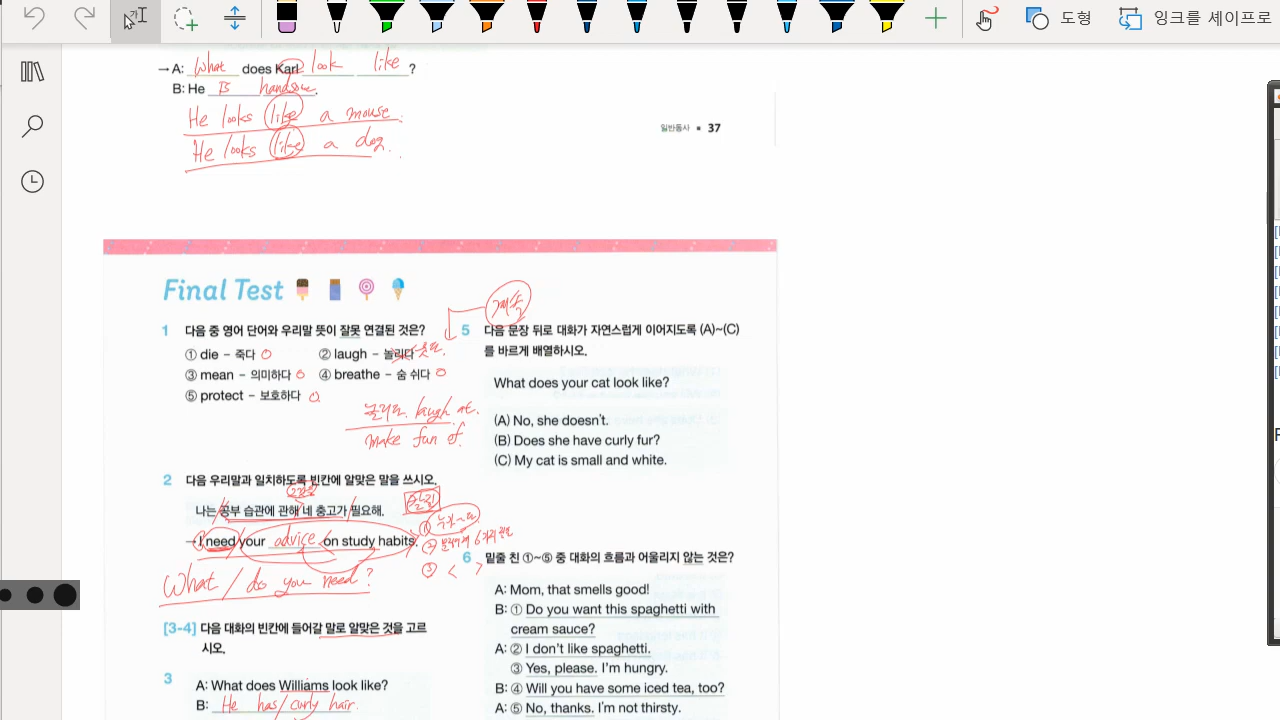 도형
잉크를 셰이프로
→ A: What does Karl look like ?
B: He is handsome.
He looks like a mouse.
He looks like a dog.
일반동사 ▪ 37
Final Test
1 다음 중 영어 단어와 우리말 뜻이 잘못 연결된 것은?
① die – 죽다 ○ ② laugh – 놀리다 웃다.
③ mean – 의미하다 ○ ④ breathe – 숨 쉬다 ○
⑤ protect – 보호하다 ○
놀리다. laugh at.
make fun of.
2 다음 우리말과 일치하도록 빈칸에 알맞은 말을 쓰시오.
나는 공부 습관에 관해 네 충고가 필요해.
→ I need your advice on study habits.
①
②
③ < >
What / do you need?
[3-4] 다음 대화의 빈칸에 들어갈 말로 알맞은 것을 고르
시오.
3
A: What does Williams look like?
B: He has / curly hair.
5 다음 문장 뒤로 대화가 자연스럽게 이어지도록 (A)~(C)
를 바르게 배열하시오.
What does your cat look like?
(A) No, she doesn't.
(B) Does she have curly fur?
(C) My cat is small and white.
6 밑줄 친 ①~⑤ 중 대화의 흐름과 어울리지 않는 것은?
A: Mom, that smells good!
B: ① Do you want this spaghetti with
cream sauce?
A: ② I don't like spaghetti.
③ Yes, please. I'm hungry.
B: ④ Will you have some iced tea, too?
A: ⑤ No, thanks. I'm not thirsty.